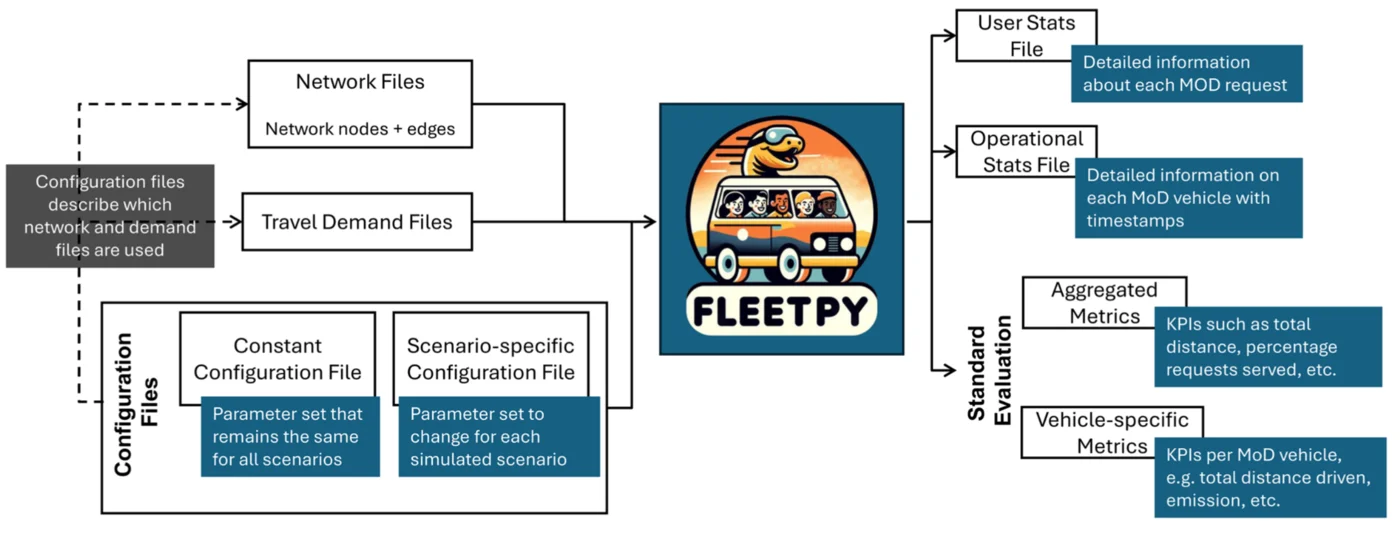 Configuration files
describe which
network and demand
files are used
Network Files
Network nodes + edges
Travel Demand Files
Configuration
Files
Constant
Configuration File
Parameter set that
remains the same
for all scenarios
Scenario-specific
Configuration File
Parameter set to
change for each
simulated scenario
FLEETPY
User Stats
File
Detailed information
about each MOD request
Operational
Stats File
Detailed information on
each MoD vehicle with
timestamps
Standard
Evaluation
Aggregated
Metrics
KPIs such as total
distance, percentage
requests served, etc.
Vehicle-specific
Metrics
KPIs per MoD vehicle,
e.g. total distance driven,
emission, etc.